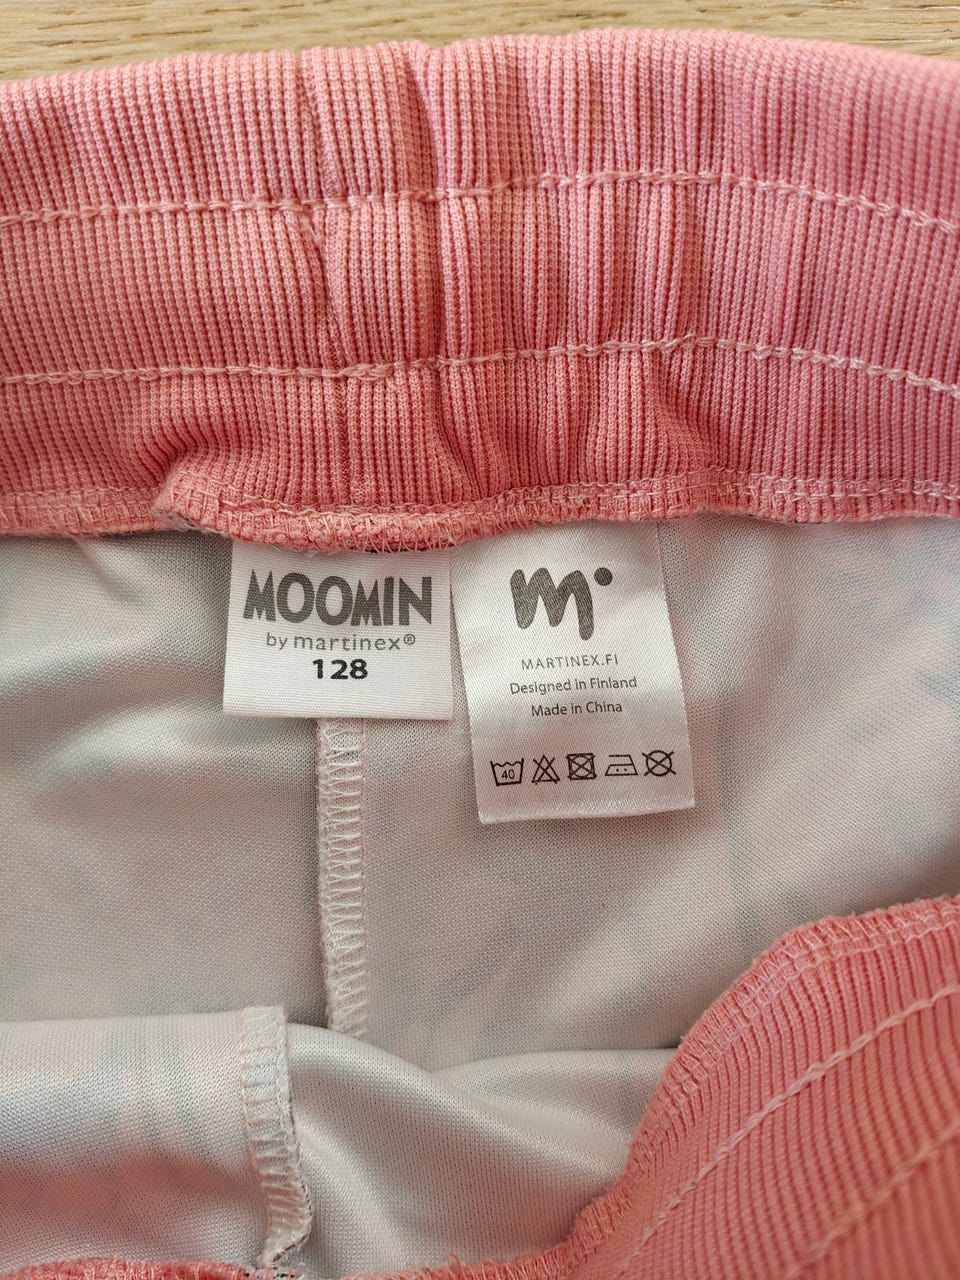 MOOMIN
by martinex®
128
m
MARTINEX.FI
Designed in Finland
Made in China
40